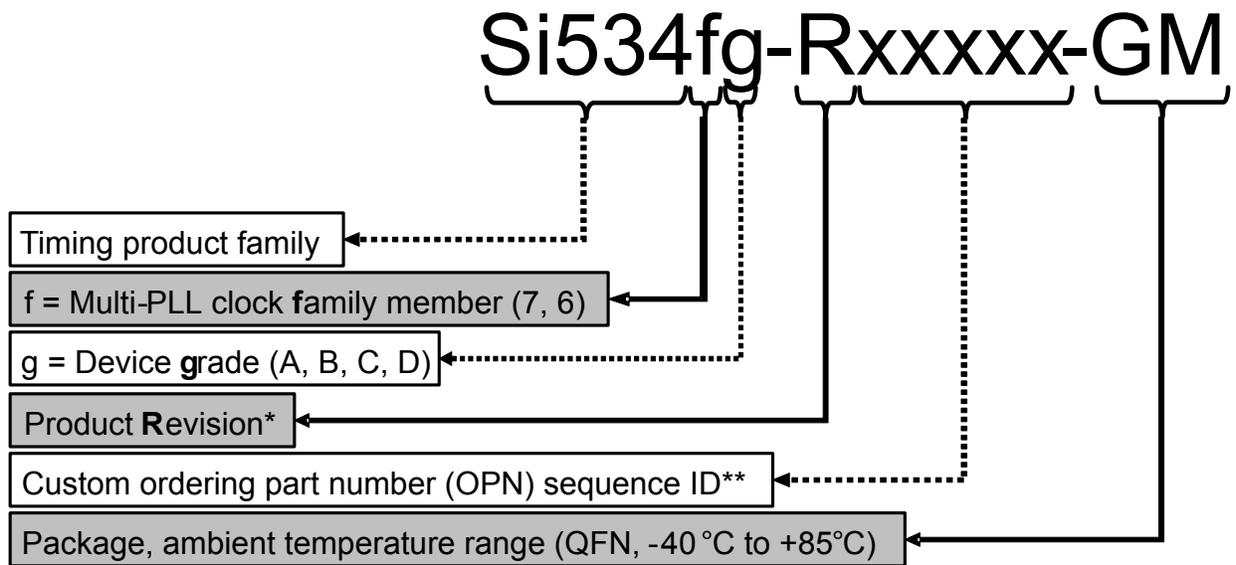 Si534fg-Rxxxxx-GM
Timing product family
f = Multi-PLL clock family member (7, 6)
g = Device grade (A, B, C, D)
Product Revision*
Custom ordering part number (OPN) sequence ID**
Package, ambient temperature range (QFN, -40 °C to +85°C)